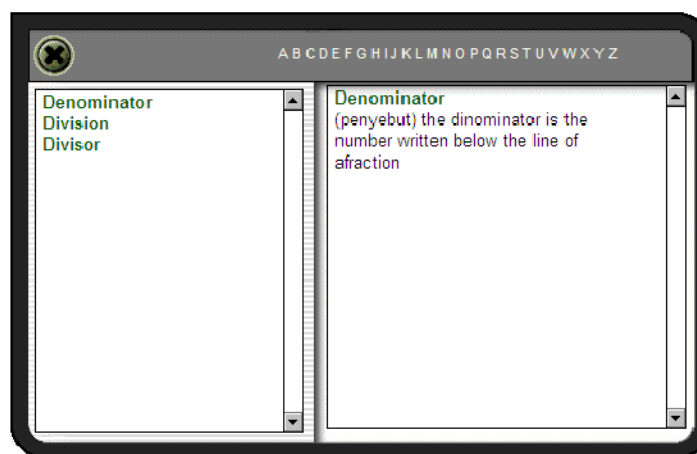 A B C D E F G H I J K L M N O P Q R S T U V W X Y Z
Denominator
Division
Divisor
Denominator
(penyebut) the dinominator is the
number written below the line of
afraction